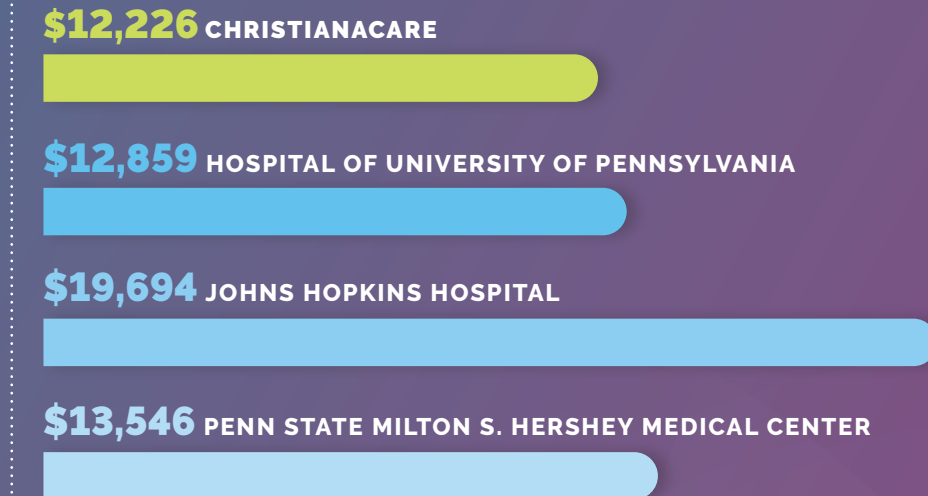 $12,226 CHRISTIANACARE
$12,859 HOSPITAL OF UNIVERSITY OF PENNSYLVANIA
$19,694 JOHNS HOPKINS HOSPITAL
$13,546 PENN STATE MILTON S. HERSHEY MEDICAL CENTER